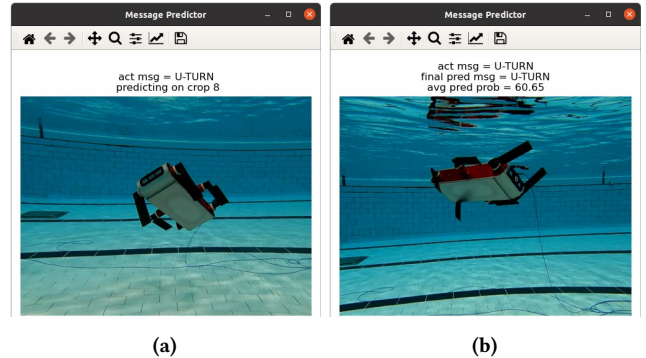 Message Predictor
act msg = U-TURN
predicting on crop 8
(a)
Message Predictor
act msg = U-TURN
final pred msg = U-TURN
avg pred prob = 60.65
(b)